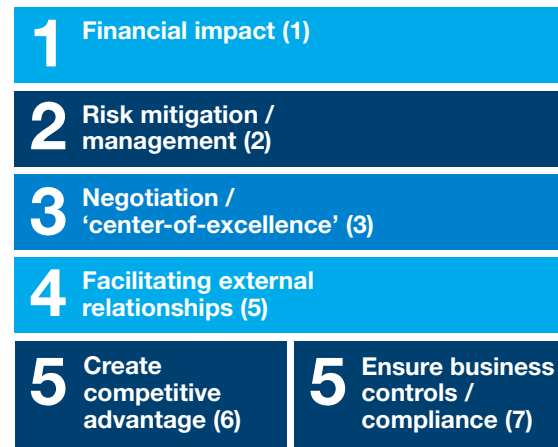 1 Financial impact (1)
2 Risk mitigation /
management (2)
3 Negotiation /
‘center-of-excellence’ (3)
4 Facilitating external
relationships (5)
5 Create
competitive
advantage (6)
5 Ensure business
controls /
compliance (7)